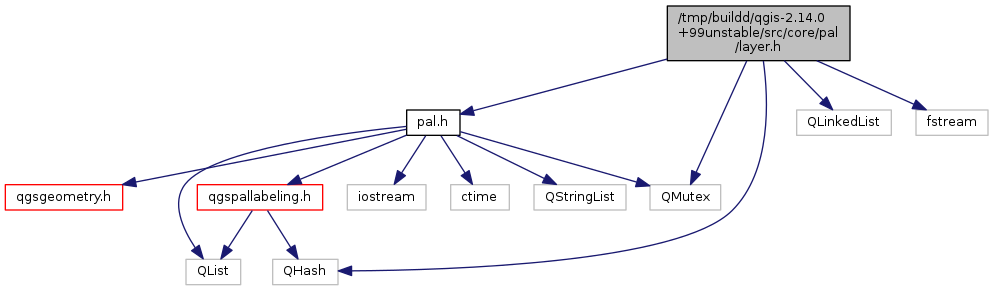 /tmp/buildd/qgis-2.14.0
+99unstable/src/core/pal
/layer.h
pal.h
QLinkedList
fstream
qgsgeometry.h
qgspallabeling.h
iostream
ctime
QStringList
QMutex
QList
QHash